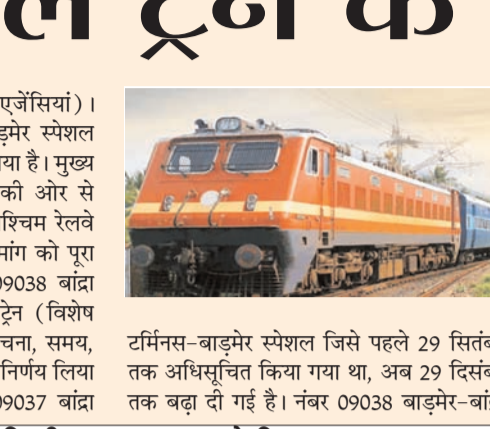 ल ट्रेन के
एजेंसियां)।
ड़मेर स्पेशल
या है। मुख्य
की ओर से
श्चिम रेलवे
मांग को पूरा
09038 बांद्रा
ट्रेन (विशेष
चना, समय,
निर्णय लिया
09037 बांद्रा
टर्मिनस-बाड़मेर स्पेशल जिसे पहले 29 सितंब
तक अधिसूचित किया गया था, अब 29 दिसंब
तक बढ़ा दी गई है। नंबर 09038 बाड़मेर-बां